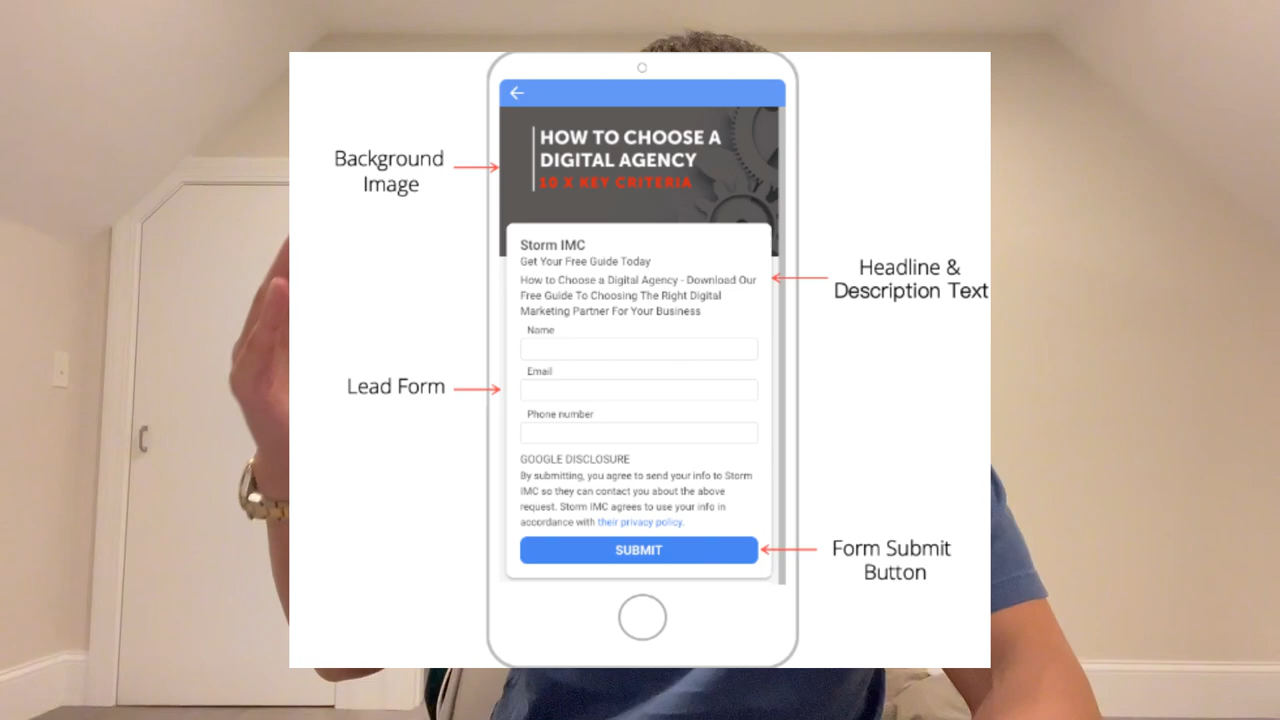 HOW TO CHOOSE A
DIGITAL AGENCY
10 X KEY CRITERIA
Background
Image
Storm IMC
Get Your Free Guide Today
How to Choose a Digital Agency - Download Our
Free Guide To Choosing The Right Digital
Marketing Partner For Your Business
Headline &
Description Text
Name
Email
Lead Form
Phone number
GOOGLE DISCLOSURE
By submitting, you agree to send your info to Storm
IMC so they can contact you about the above
request. Storm IMC agrees to use your info in
accordance with their privacy policy.
SUBMIT
Form Submit
Button